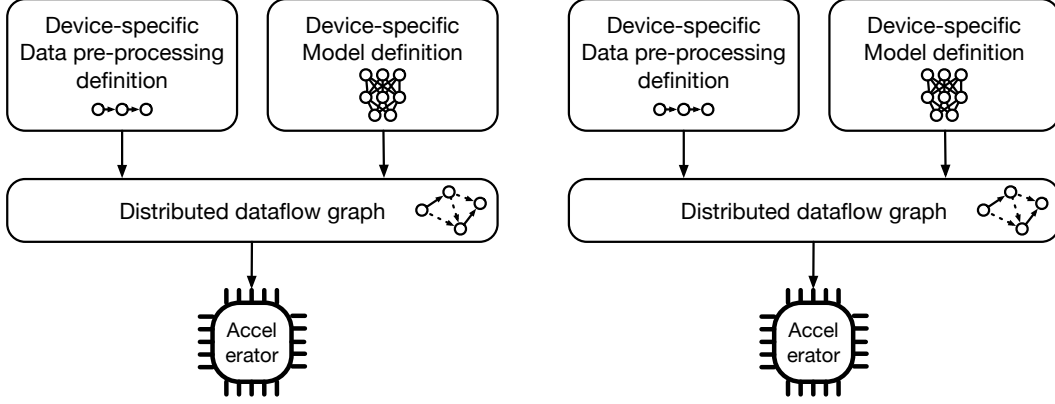 Device-specific
Data pre-processing
definition
Device-specific
Model definition
Device-specific
Data pre-processing
definition
Device-specific
Model definition
Distributed dataflow graph
Distributed dataflow graph
Accel
erator
Accel
erator